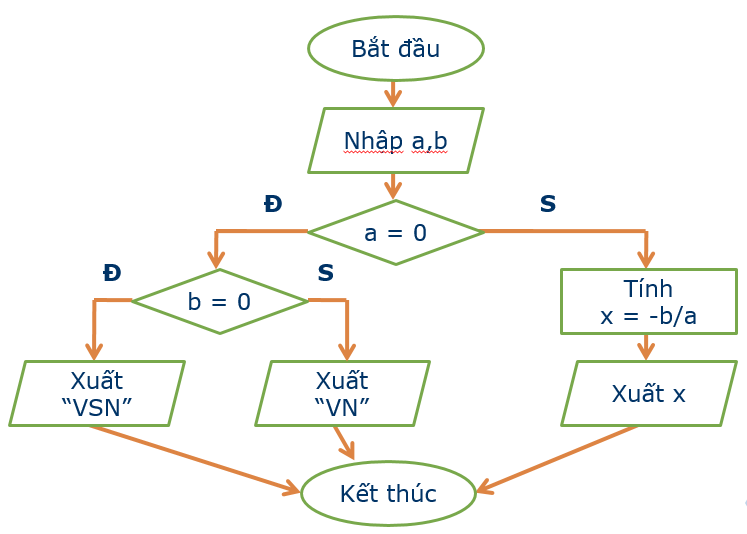 Bắt đầu
Nhập a,b
Đ
S
a = 0
Đ
S
b = 0
Tính
x = -b/a
Xuất
“VSN”
Xuất
“VN”
Xuất x
Kết thúc